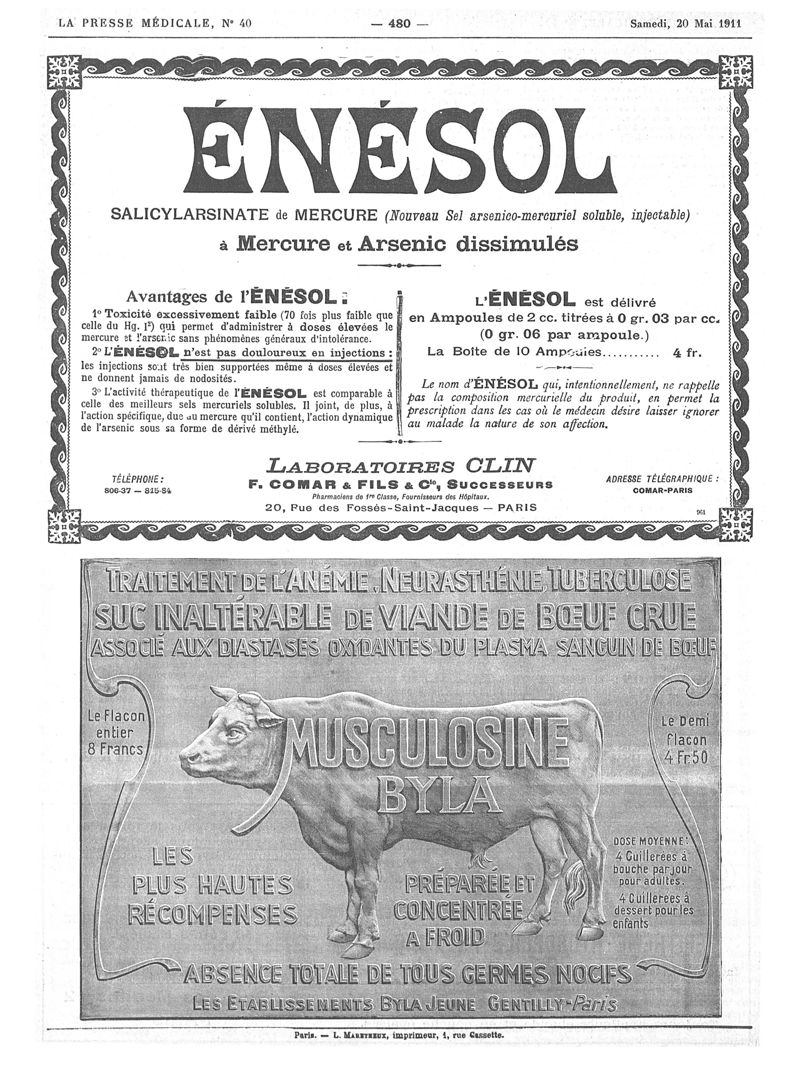 LA PRESSE MÉDICALE, N° 40
— 480 —
Samedi, 20 Mai 1911
ÉNÉSOL
SALICYLARSINATE de MERCURE (Nouveau Sel arsenico-mercuriel soluble, injectable)
à Mercure et Arsenic dissimulés
Avantages de l'ÉNÉSOL :
1° Toxicité excessivement faible (70 fois plus faible que
celle du Hg. I²) qui permet d'administrer à doses élevées le
mercure et l'arsenic sans phénomènes généraux d'intolérance.
2° L'ÉNÉSOL n'est pas douloureux en injections :
les injections sont très bien supportées même à doses élevées et
ne donnent jamais de nodosités.
3° L'activité thérapeutique de l'ÉNÉSOL est comparable à
celle des meilleurs sels mercuriels solubles. Il joint, de plus, à
l'action spécifique, due au mercure qu'il contient, l'action dynamique
de l'arsenic sous sa forme de dérivé méthylé.
L'ÉNÉSOL est délivré
en Ampoules de 2 cc. titrées à 0 gr. 03 par cc.
(0 gr. 06 par ampoule.)
La Boîte de 10 Ampoules........... 4 fr.
Le nom d'ÉNÉSOL qui, intentionnellement, ne rappelle
pas la composition mercurielle du produit, en permet la
prescription dans les cas où le médecin désire laisser ignorer
au malade la nature de son affection.
TÉLÉPHONE :
806-37 — 815-84
LABORATOIRES CLIN
F. COMAR & FILS & Cie, SUCCESSEURS
Pharmaciens de 1re Classe, Fournisseurs des Hôpitaux.
20, Rue des Fossés-Saint-Jacques — PARIS
ADRESSE TÉLÉGRAPHIQUE :
COMAR-PARIS
961
TRAITEMENT DE L'ANÉMIE, NEURASTHÉNIE, TUBERCULOSE
SUC INALTÉRABLE DE VIANDE DE BŒUF CRUE
ASSOCIÉ AUX DIASTASES OXYDANTES DU PLASMA SANGUIN DE BŒUF
Le Flacon
entier
8 Francs
Le Demi
flacon
4 Fr.50
MUSCULOSINE
BYLA
LES
PLUS HAUTES
RÉCOMPENSES
PRÉPARÉE ET
CONCENTRÉE
A FROID
DOSE MOYENNE :
4 Cuillerées à
bouche par jour
pour adultes.
4 Cuillerées à
dessert pour les
enfants
ABSENCE TOTALE DE TOUS GERMES NOCIFS
LES ETABLISSEMENTS BYLA JEUNE GENTILLY-Paris
Paris. — L. MARETHEUX, imprimeur, 1, rue Cassette.